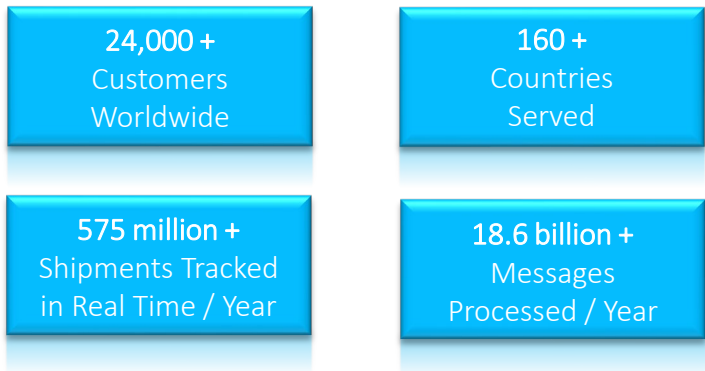 24,000 +
Customers
Worldwide
160 +
Countries
Served
575 million +
Shipments Tracked
in Real Time / Year
18.6 billion +
Messages
Processed / Year